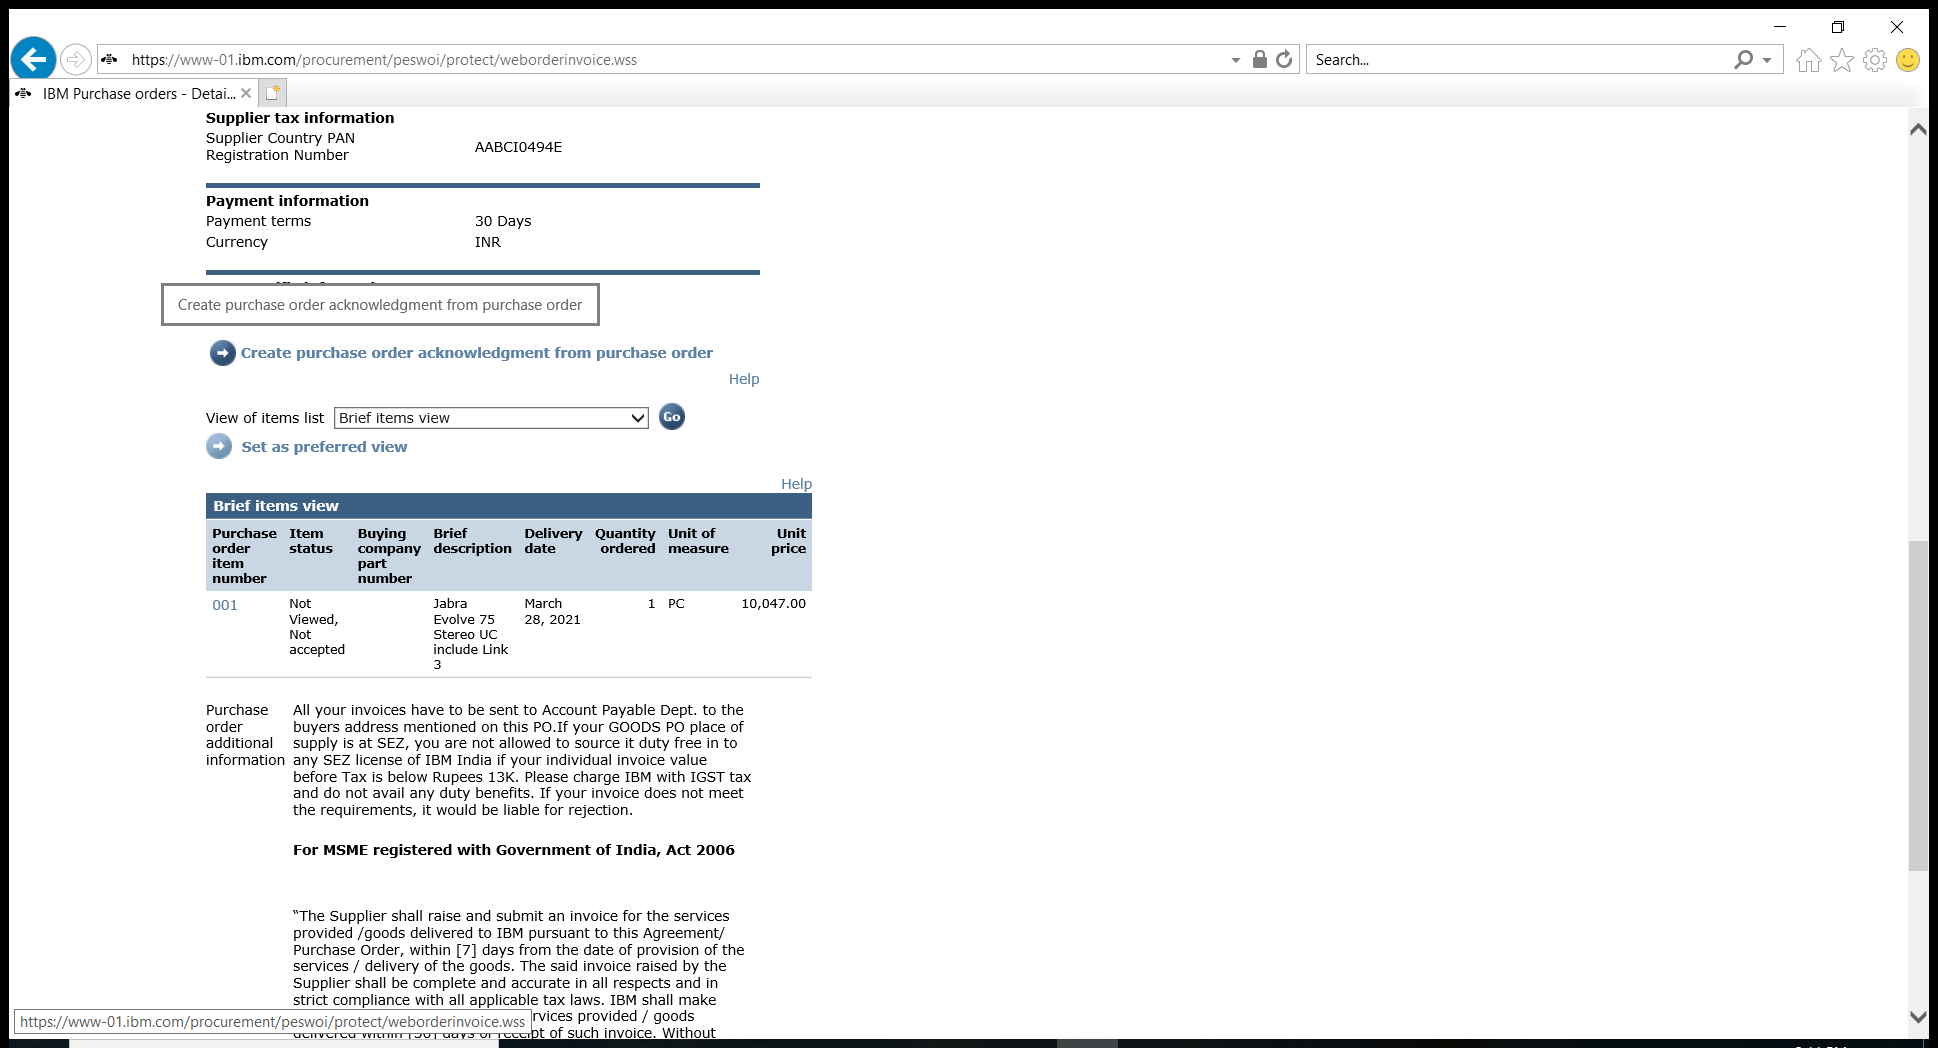 https://www-01.ibm.com/procurement/peswoi/protect/weborderinvoice.wss
Search...
IBM Purchase orders - Detai...
Supplier tax information
Supplier Country PAN
Registration Number
AABCI0494E
Payment information
Payment terms 30 Days
Currency INR
Create purchase order acknowledgment from purchase order
Create purchase order acknowledgment from purchase order
Help
View of items list Brief items view Go
Set as preferred view
Help
Brief items view
Purchase order item number
Item status
Buying company part number
Brief description
Delivery date
Quantity ordered
Unit of measure
Unit price
001
Not Viewed, Not accepted
Jabra Evolve 75 Stereo UC include Link 3
March 28, 2021
1
PC
10,047.00
Purchase
order
additional
information
All your invoices have to be sent to Account Payable Dept. to the
buyers address mentioned on this PO.If your GOODS PO place of
supply is at SEZ, you are not allowed to source it duty free in to
any SEZ license of IBM India if your individual invoice value
before Tax is below Rupees 13K. Please charge IBM with IGST tax
and do not avail any duty benefits. If your invoice does not meet
the requirements, it would be liable for rejection.
For MSME registered with Government of India, Act 2006
“The Supplier shall raise and submit an invoice for the services
provided /goods delivered to IBM pursuant to this Agreement/
Purchase Order, within [7] days from the date of provision of the
services / delivery of the goods. The said invoice raised by the
Supplier shall be complete and accurate in all respects and in
strict compliance with all applicable tax laws. IBM shall make
provided / goods
of such invoice. Without
https://www-01.ibm.com/procurement/peswoi/protect/weborderinvoice.wss